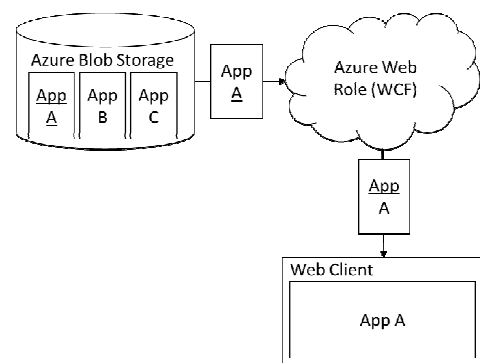 Azure Blob Storage
App
A
App
B
App
C
App
A
Azure Web
Role (WCF)
App
A
Web Client
App A